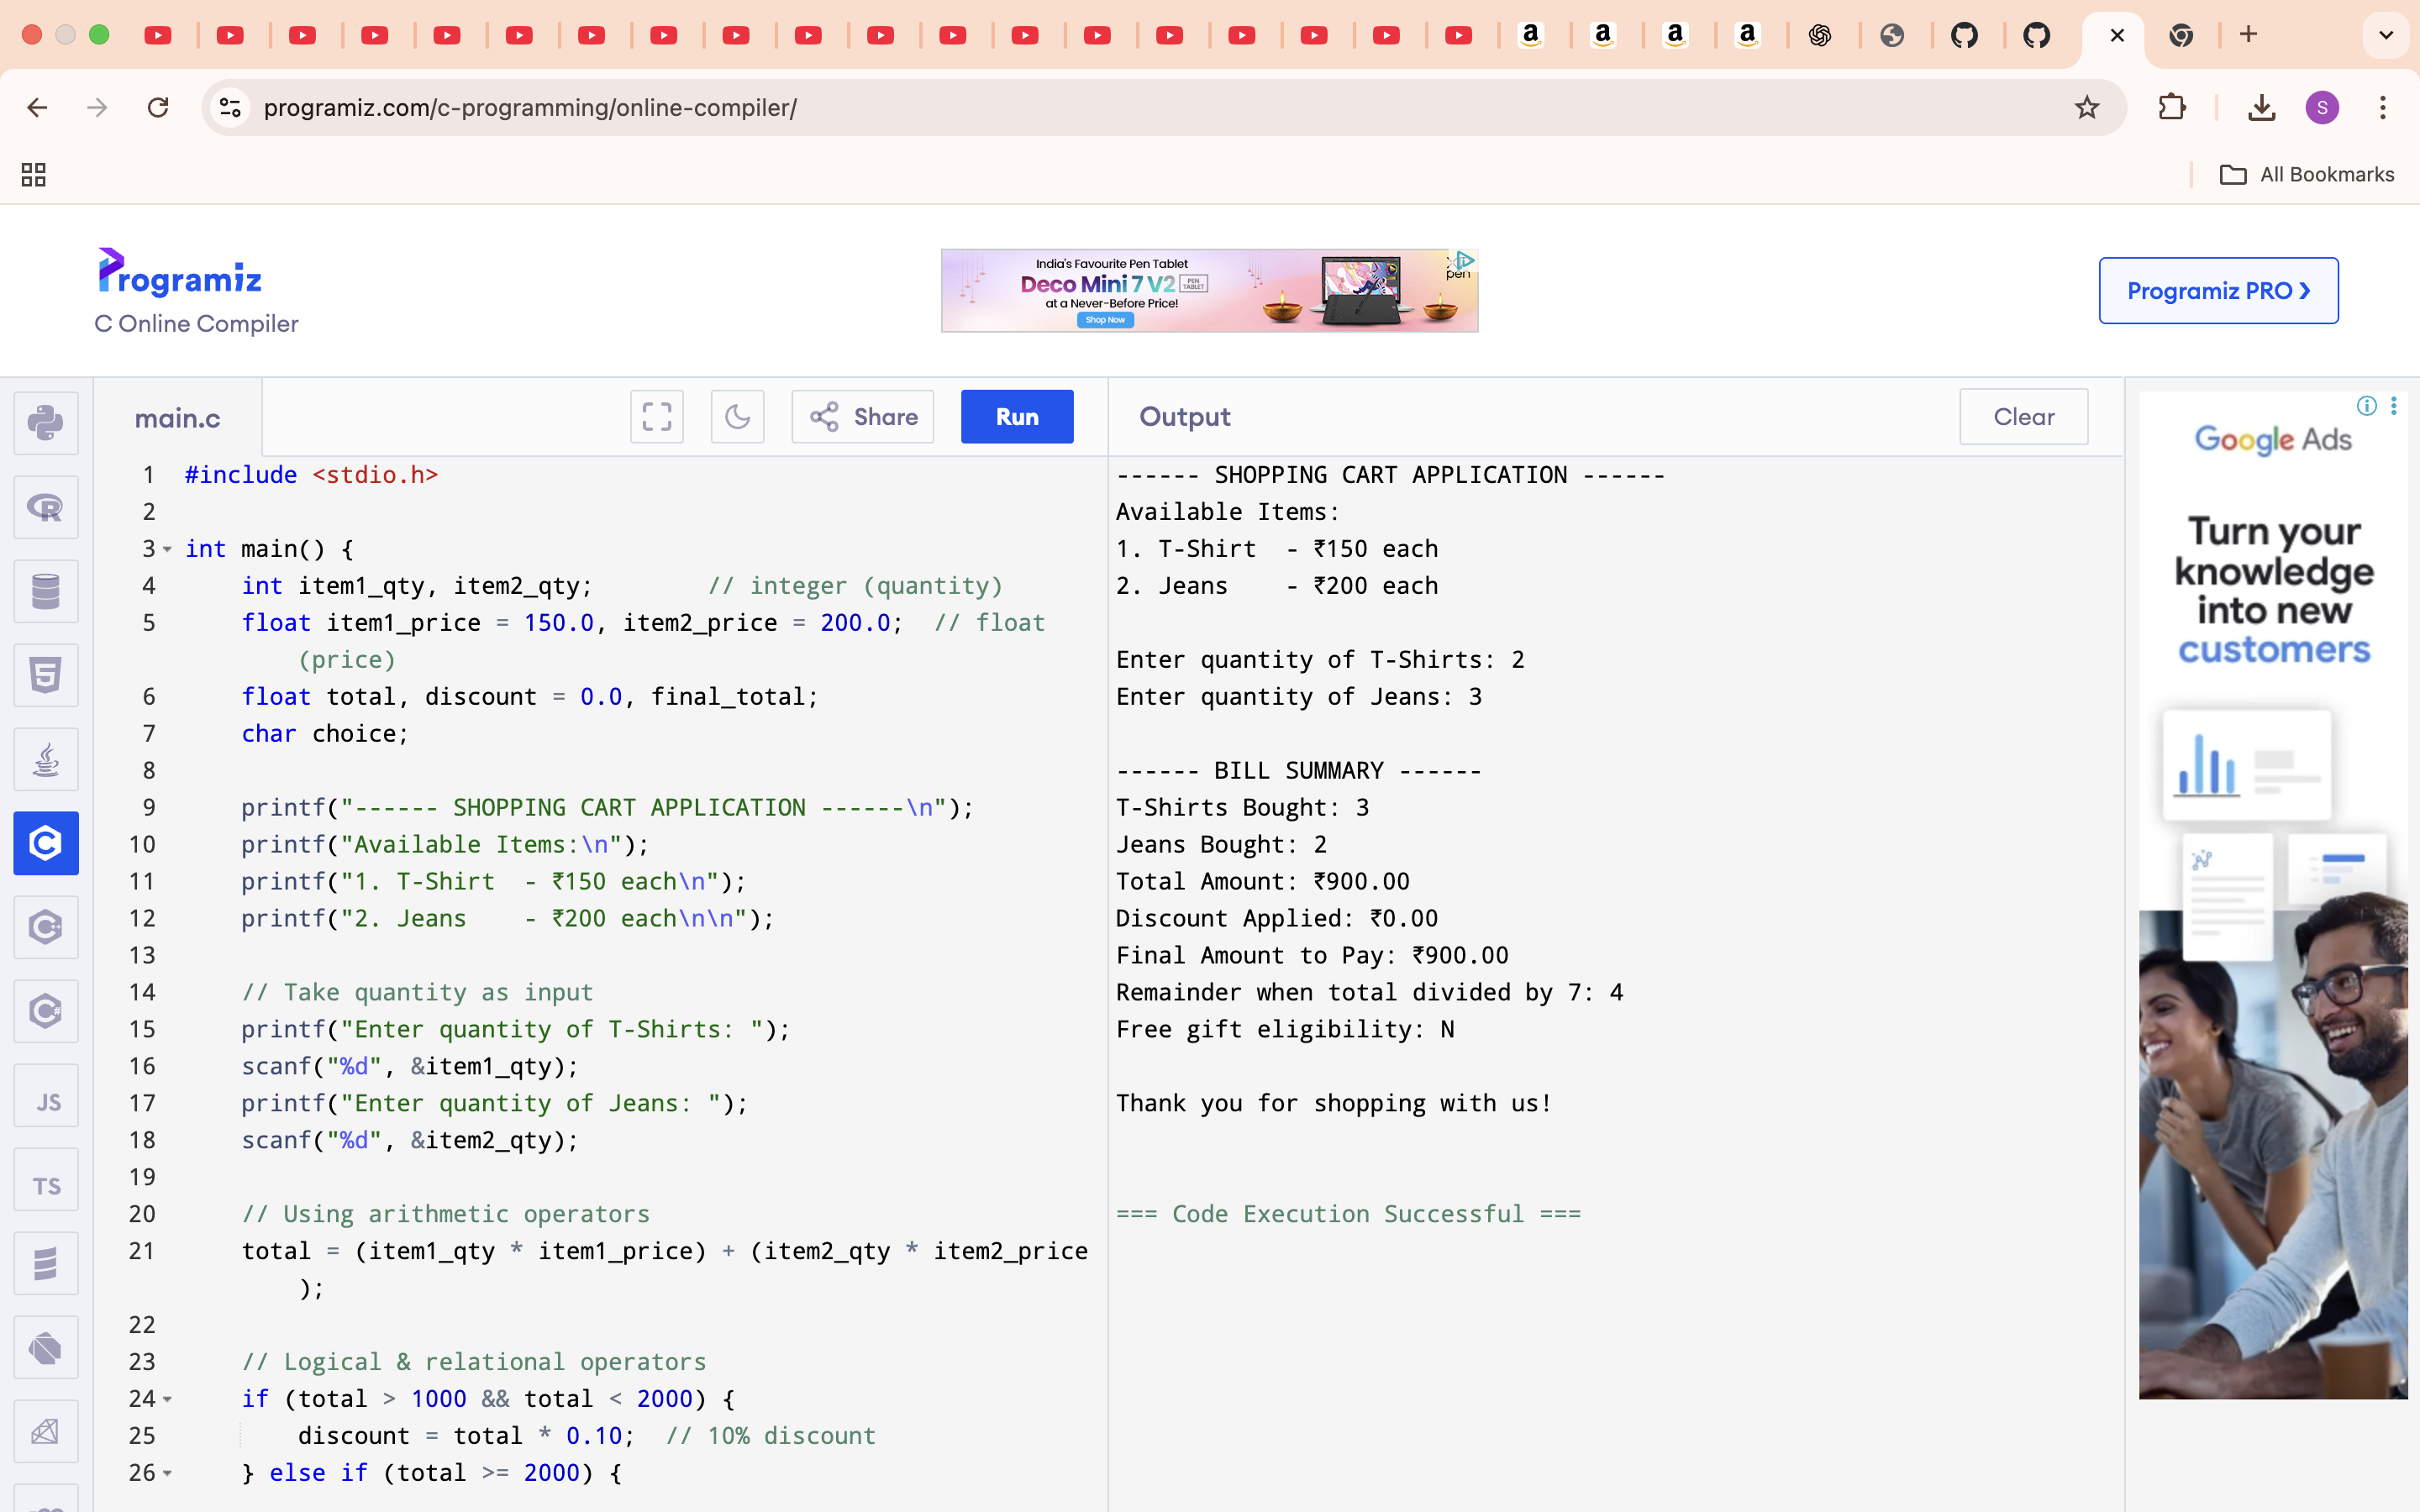 programiz.com/c-programming/online-compiler/
All Bookmarks
Programiz
C Online Compiler
India's Favourite Pen Tablet
Deco Mini 7 V2 PEN TABLET
at a Never-Before Price!
Shop Now
pen
Programiz PRO ❯
main.c
Share
Run
Output
Clear
1 #include <stdio.h>
2
3 int main() {
4 int item1_qty, item2_qty; // integer (quantity)
5 float item1_price = 150.0, item2_price = 200.0; // float
(price)
6 float total, discount = 0.0, final_total;
7 char choice;
8
9 printf("------ SHOPPING CART APPLICATION ------\n");
10 printf("Available Items:\n");
11 printf("1. T-Shirt  - ₹150 each\n");
12 printf("2. Jeans    - ₹200 each\n\n");
13
14 // Take quantity as input
15 printf("Enter quantity of T-Shirts: ");
16 scanf("%d", &item1_qty);
17 printf("Enter quantity of Jeans: ");
18 scanf("%d", &item2_qty);
19
20 // Using arithmetic operators
21 total = (item1_qty * item1_price) + (item2_qty * item2_price
);
22
23 // Logical & relational operators
24 if (total > 1000 && total < 2000) {
25 discount = total * 0.10; // 10% discount
26 } else if (total >= 2000) {
------ SHOPPING CART APPLICATION ------
Available Items:
1. T-Shirt  - ₹150 each
2. Jeans    - ₹200 each
Enter quantity of T-Shirts: 2
Enter quantity of Jeans: 3
------ BILL SUMMARY ------
T-Shirts Bought: 3
Jeans Bought: 2
Total Amount: ₹900.00
Discount Applied: ₹0.00
Final Amount to Pay: ₹900.00
Remainder when total divided by 7: 4
Free gift eligibility: N
Thank you for shopping with us!
=== Code Execution Successful ===
Google Ads
Turn your
knowledge
into new
customers
JS
TS
S